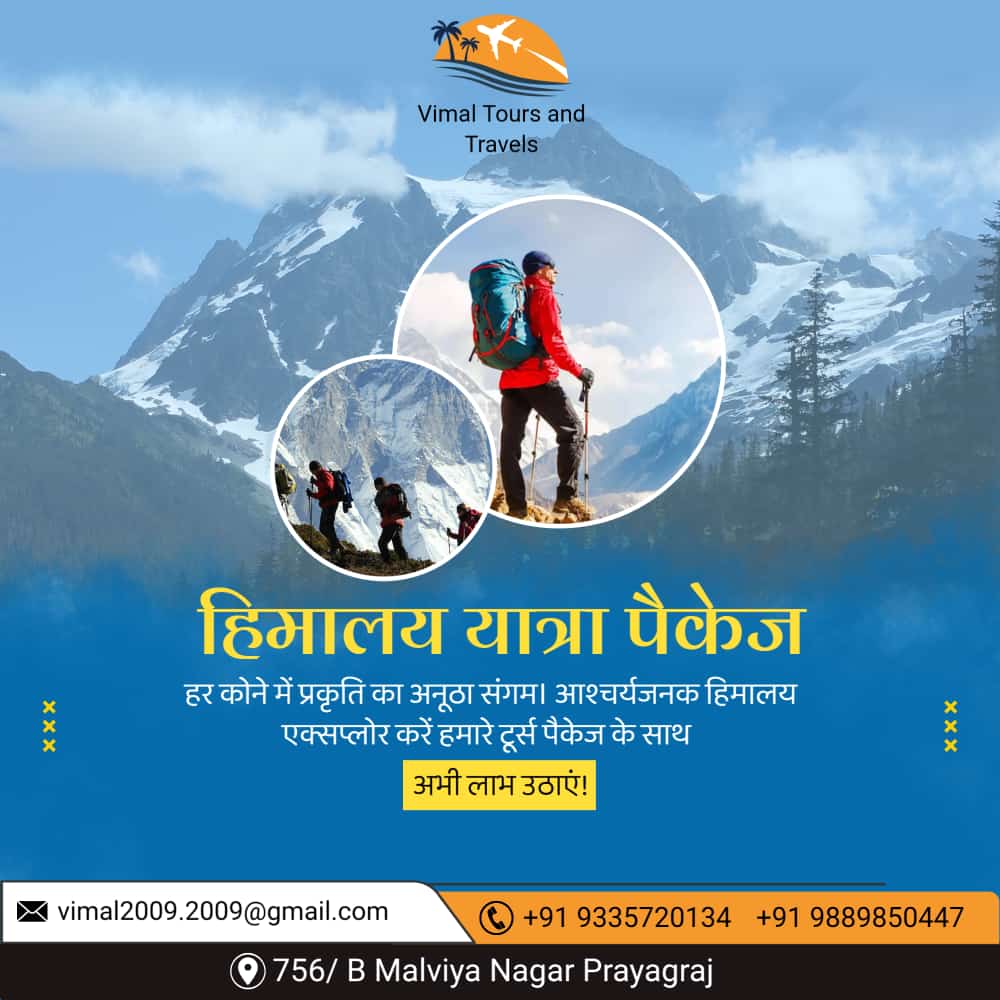 Vimal Tours and
Travels
हिमालय यात्रा पैकेज
हर कोने में प्रकृति का अनूठा संगम। आश्चर्यजनक हिमालय
एक्सप्लोर करें हमारे टूर्स पैकेज के साथ
अभी लाभ उठाएं!
vimal2009.2009@gmail.com
+91 9335720134 +91 9889850447
756/ B Malviya Nagar Prayagraj